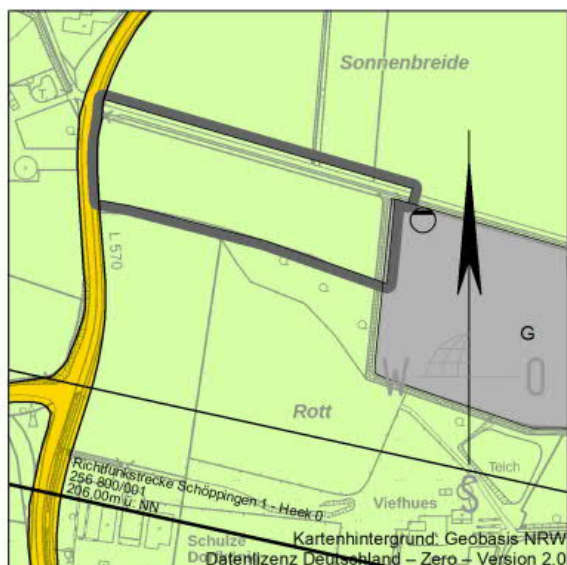 Sonnenbreide
L 570
G
W
O
Rott
Richtfunkstrecke Schöppingen 1 - Heek 0
256 800/001
206,00m ü. NN
Teich
Viefhues
S
Schulze
Kartenhintergrund: Geobasis NRW
Datenlizenz Deutschland – Zero – Version 2.0